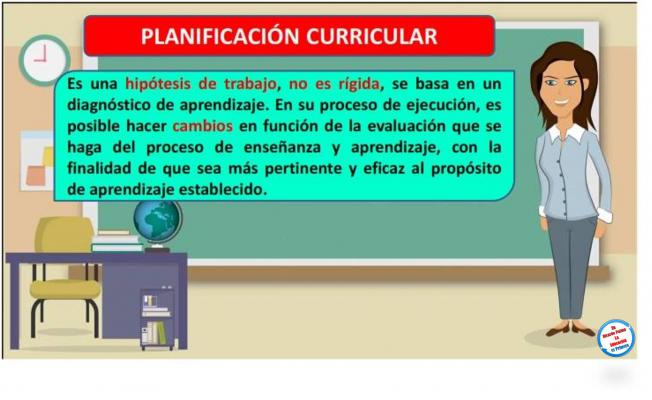 PLANIFICACIÓN CURRICULAR
Es una hipótesis de trabajo, no es rígida, se basa en un
diagnóstico de aprendizaje. En su proceso de ejecución, es
posible hacer cambios en función de la evaluación que se
haga del proceso de enseñanza y aprendizaje, con la
finalidad de que sea más pertinente y eficaz al propósito
de aprendizaje establecido.